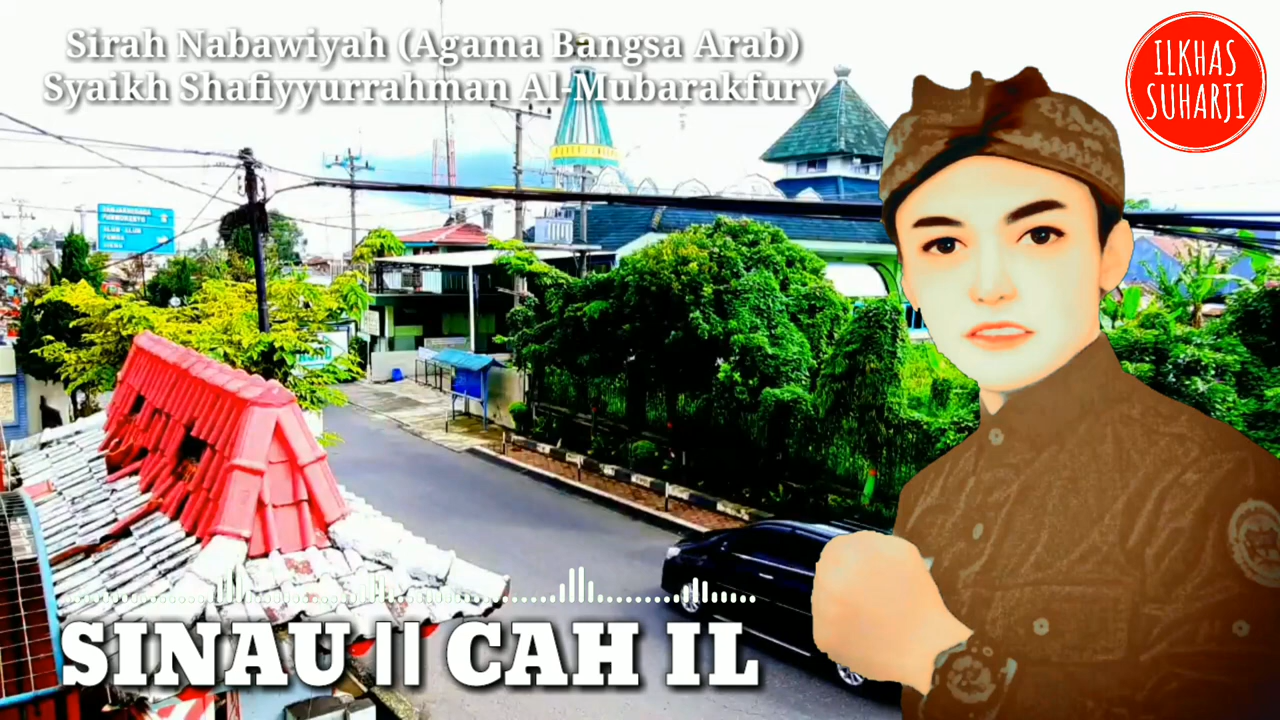 Sirah Nabawiyah (Agama Bangsa Arab)
Syaikh Shafiyyurrahman Al-Mubarakfury
ILKHAS
SUHARJI
SINAU || CAH IL